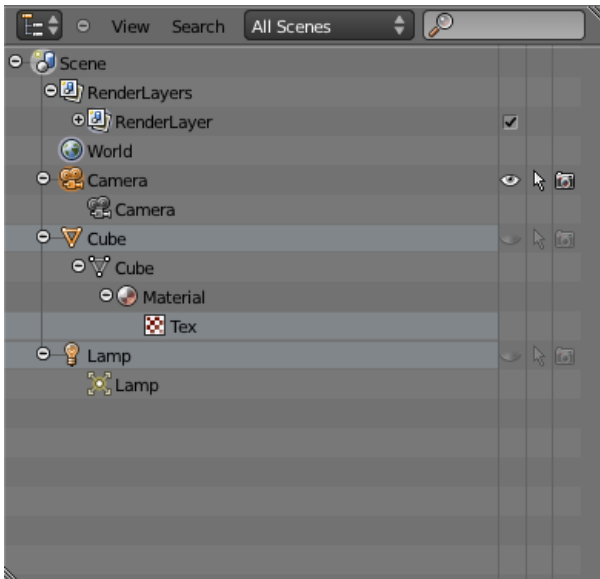 View Search All Scenes
Scene
RenderLayers
RenderLayer
World
Camera
Camera
Cube
Cube
Material
Tex
Lamp
Lamp